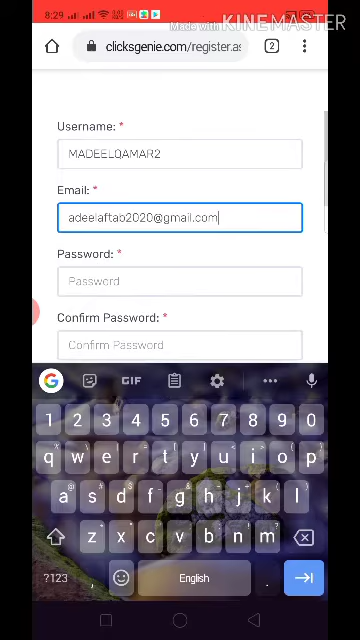 8:29
Made with KINEMASTER
clicksgenie.com/register.as
2
Username: *
MADEELQAMAR2
Email: *
adeelaftab2020@gmail.com
Password: *
Password
Confirm Password: *
Confirm Password
G GIF
1 2 3 4 5 6 7 8 9 0
q w e r t y u i o p
a s d f g h j k l
z x c v b n m
?123 , English .